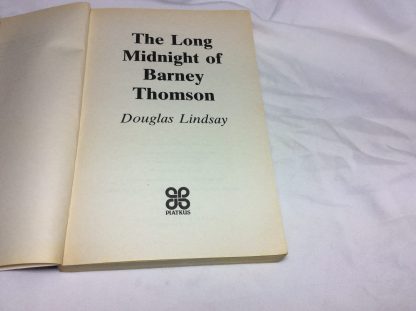 The Long
Midnight of
Barney
Thomson
Douglas Lindsay
PIATKUS